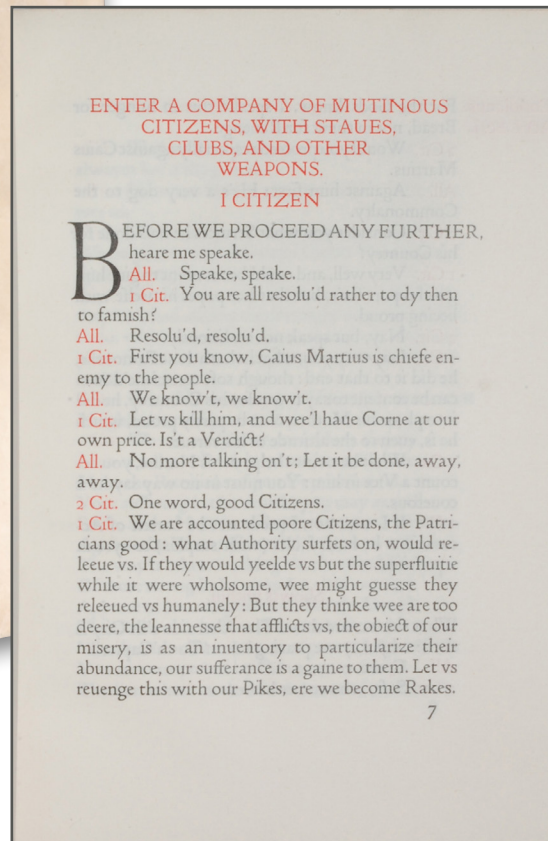 ENTER A COMPANY OF MUTINOUS
CITIZENS, WITH STAUES,
CLUBS, AND OTHER
WEAPONS.
I CITIZEN
BEFORE WE PROCEED ANY FURTHER,
heare me speake.
All. Speake, speake.
1 Cit. You are all resolu'd rather to dy then
to famish?
All. Resolu'd, resolu'd.
1 Cit. First you know, Caius Martius is chiefe en-
emy to the people.
All. We know't, we know't.
1 Cit. Let vs kill him, and wee'l haue Corne at our
own price. Is't a Verdict?
All. No more talking on't; Let it be done, away,
away.
2 Cit. One word, good Citizens.
1 Cit. We are accounted poore Citizens, the Patri-
cians good: what Authority surfets on, would re-
leeue vs. If they would yeelde vs but the superfluitie
while it were wholsome, wee might guesse they
releeued vs humanely: But they thinke wee are too
deere, the leannesse that afflicts vs, the obiect of our
misery, is as an inuentory to particularize their
abundance, our sufferance is a gaine to them. Let vs
reuenge this with our Pikes, ere we become Rakes.
7